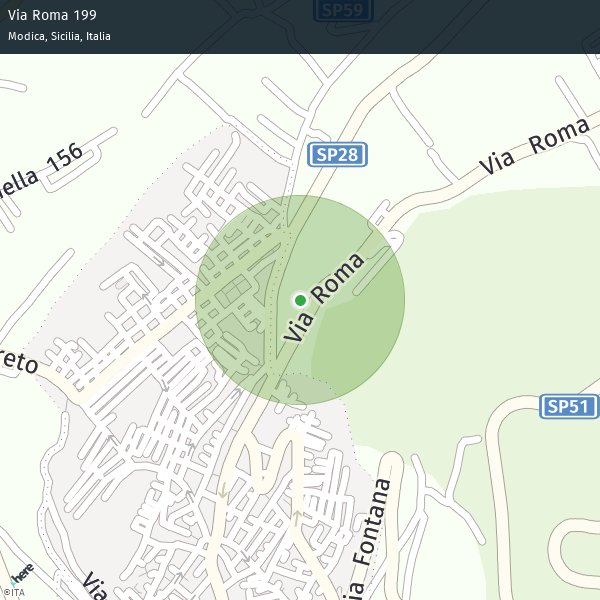 Via Roma 199
Modica, Sicilia, Italia
SP59
SP28
Via Roma
ella 156
Via Roma
reto
SP51
ia Fontana
Via
here
©ITA